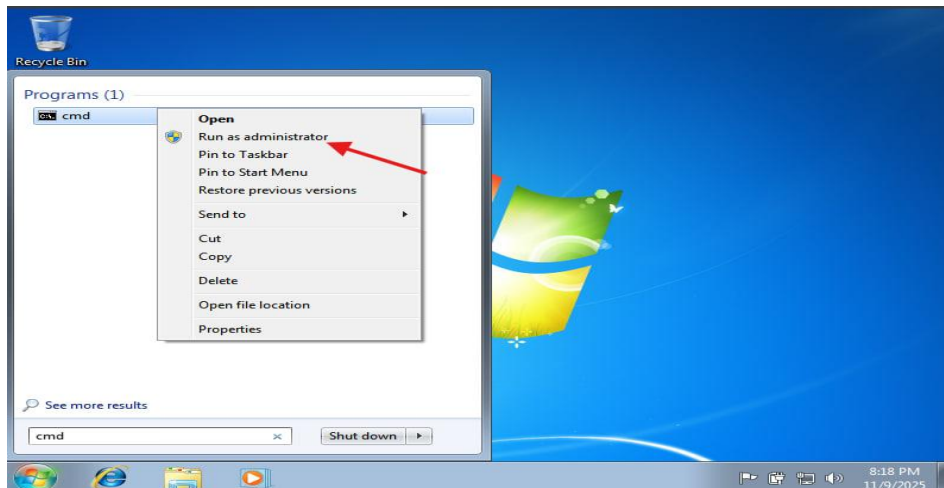 Recycle Bin
Programs (1)
cmd
Open
Run as administrator
Pin to Taskbar
Pin to Start Menu
Restore previous versions
Send to
Cut
Copy
Delete
Open file location
Properties
See more results
cmd
Shut down
8:18 PM
11/9/2025